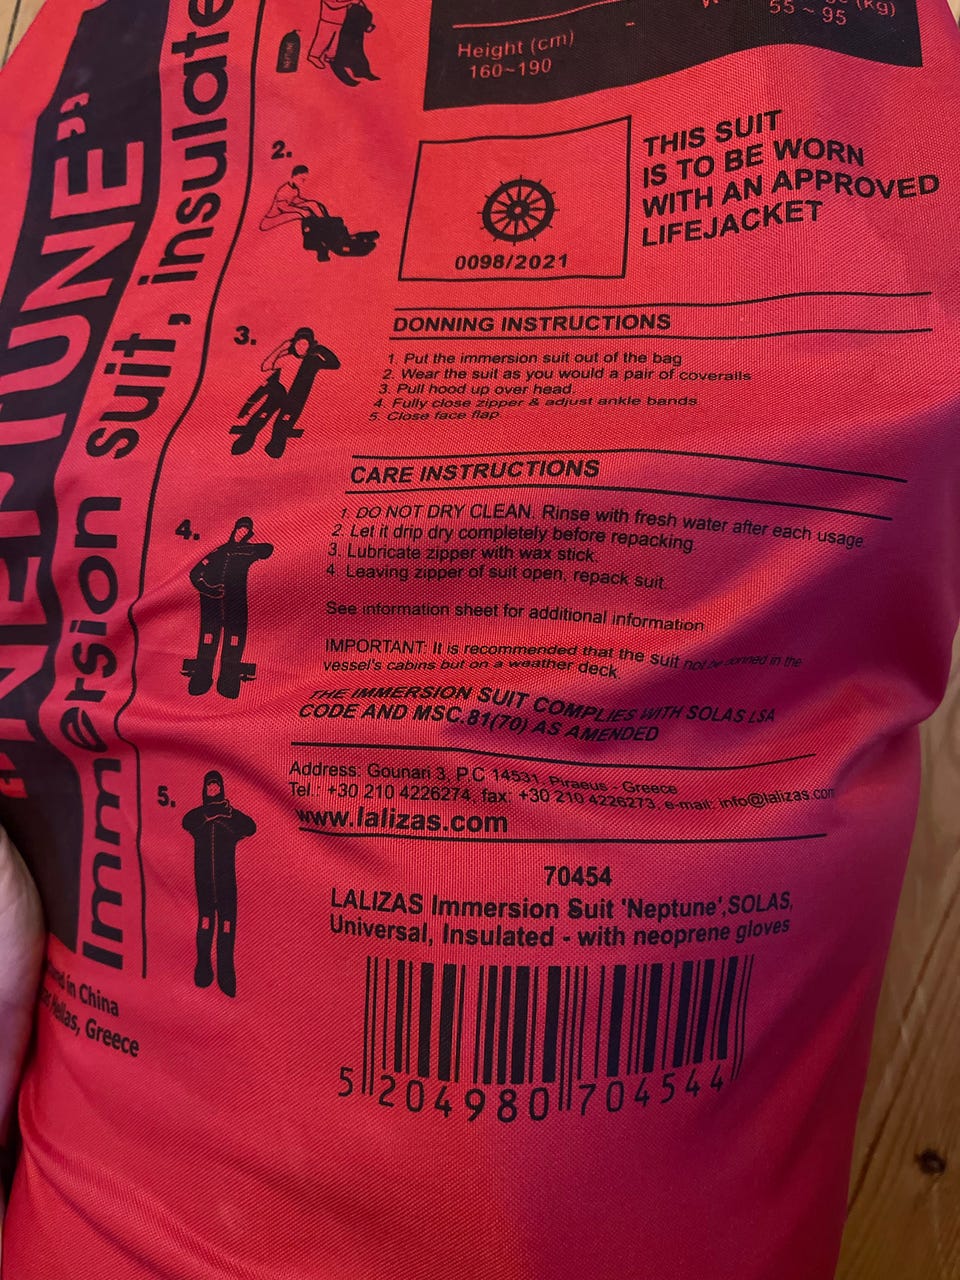 (kg)
55 ~ 95
Height (cm)
160~190
"NEPTUNE"
Immersion suit, insulate
2.
3.
4.
5.
0098/2021
THIS SUIT
IS TO BE WORN
WITH AN APPROVED
LIFEJACKET
DONNING INSTRUCTIONS
1. Put the immersion suit out of the bag
2. Wear the suit as you would a pair of coveralls
3. Pull hood up over head.
4. Fully close zipper & adjust ankle bands
5. Close face flap.
CARE INSTRUCTIONS
1. DO NOT DRY CLEAN. Rinse with fresh water after each usage.
2. Let it drip dry completely before repacking.
3. Lubricate zipper with wax stick.
4. Leaving zipper of suit open, repack suit.
See information sheet for additional information
IMPORTANT: It is recommended that the suit not be donned in the
vessel's cabins but on a weather deck
THE IMMERSION SUIT COMPLIES WITH SOLAS LSA
CODE AND MSC.81(70) AS AMENDED
Address: Gounari 3, P.C 14531, Piraeus - Greece
Tel.: +30 210 4226274, fax: +30 210 4226273, e-mail: info@lalizas.com
www.lalizas.com
70454
LALIZAS Immersion Suit 'Neptune',SOLAS,
Universal, Insulated - with neoprene gloves
5 204980 704544
in China
Hellas, Greece